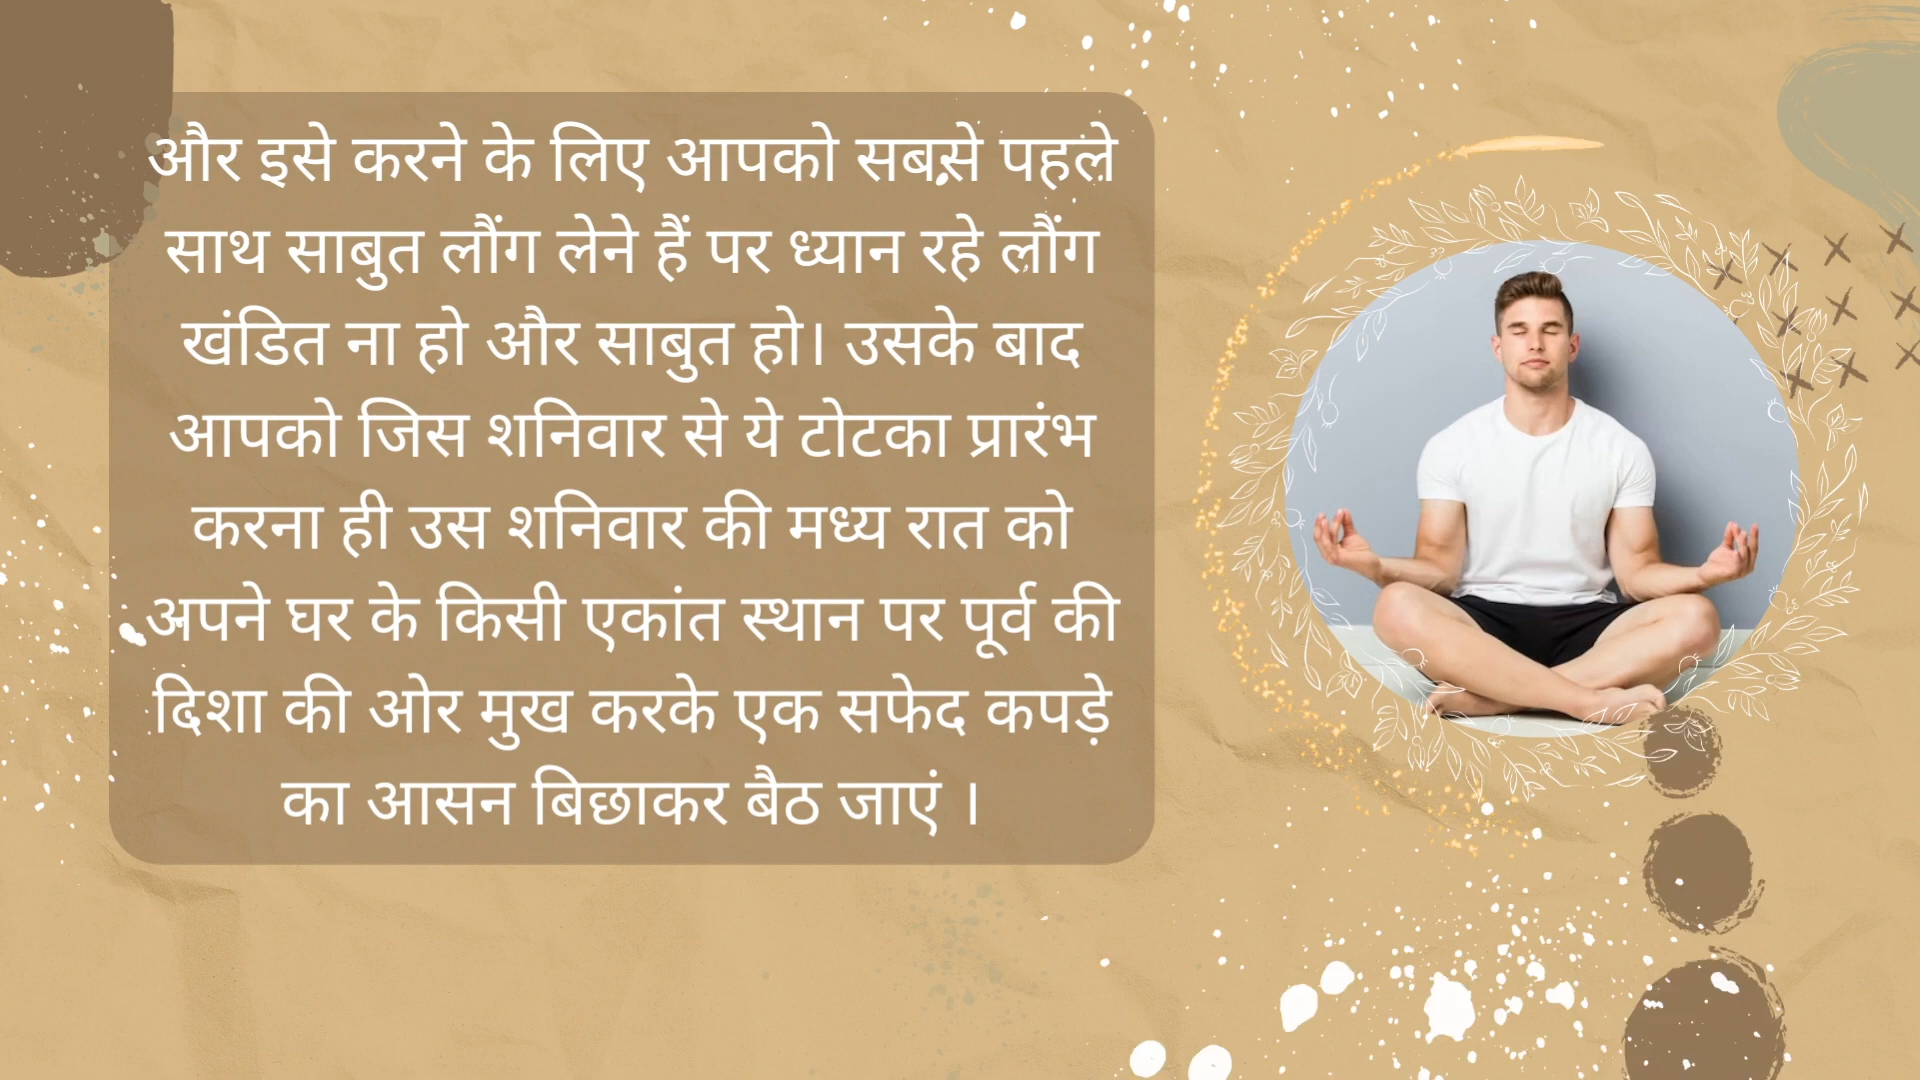 और इसे करने के लिए आपको सबसे पहले
साथ साबुत लौंग लेने हैं पर ध्यान रहे लौंग
खंडित ना हो और साबुत हो। उसके बाद
आपको जिस शनिवार से ये टोटका प्रारंभ
करना ही उस शनिवार की मध्य रात को
अपने घर के किसी एकांत स्थान पर पूर्व की
दिशा की ओर मुख करके एक सफेद कपड़े
का आसन बिछाकर बैठ जाएं ।